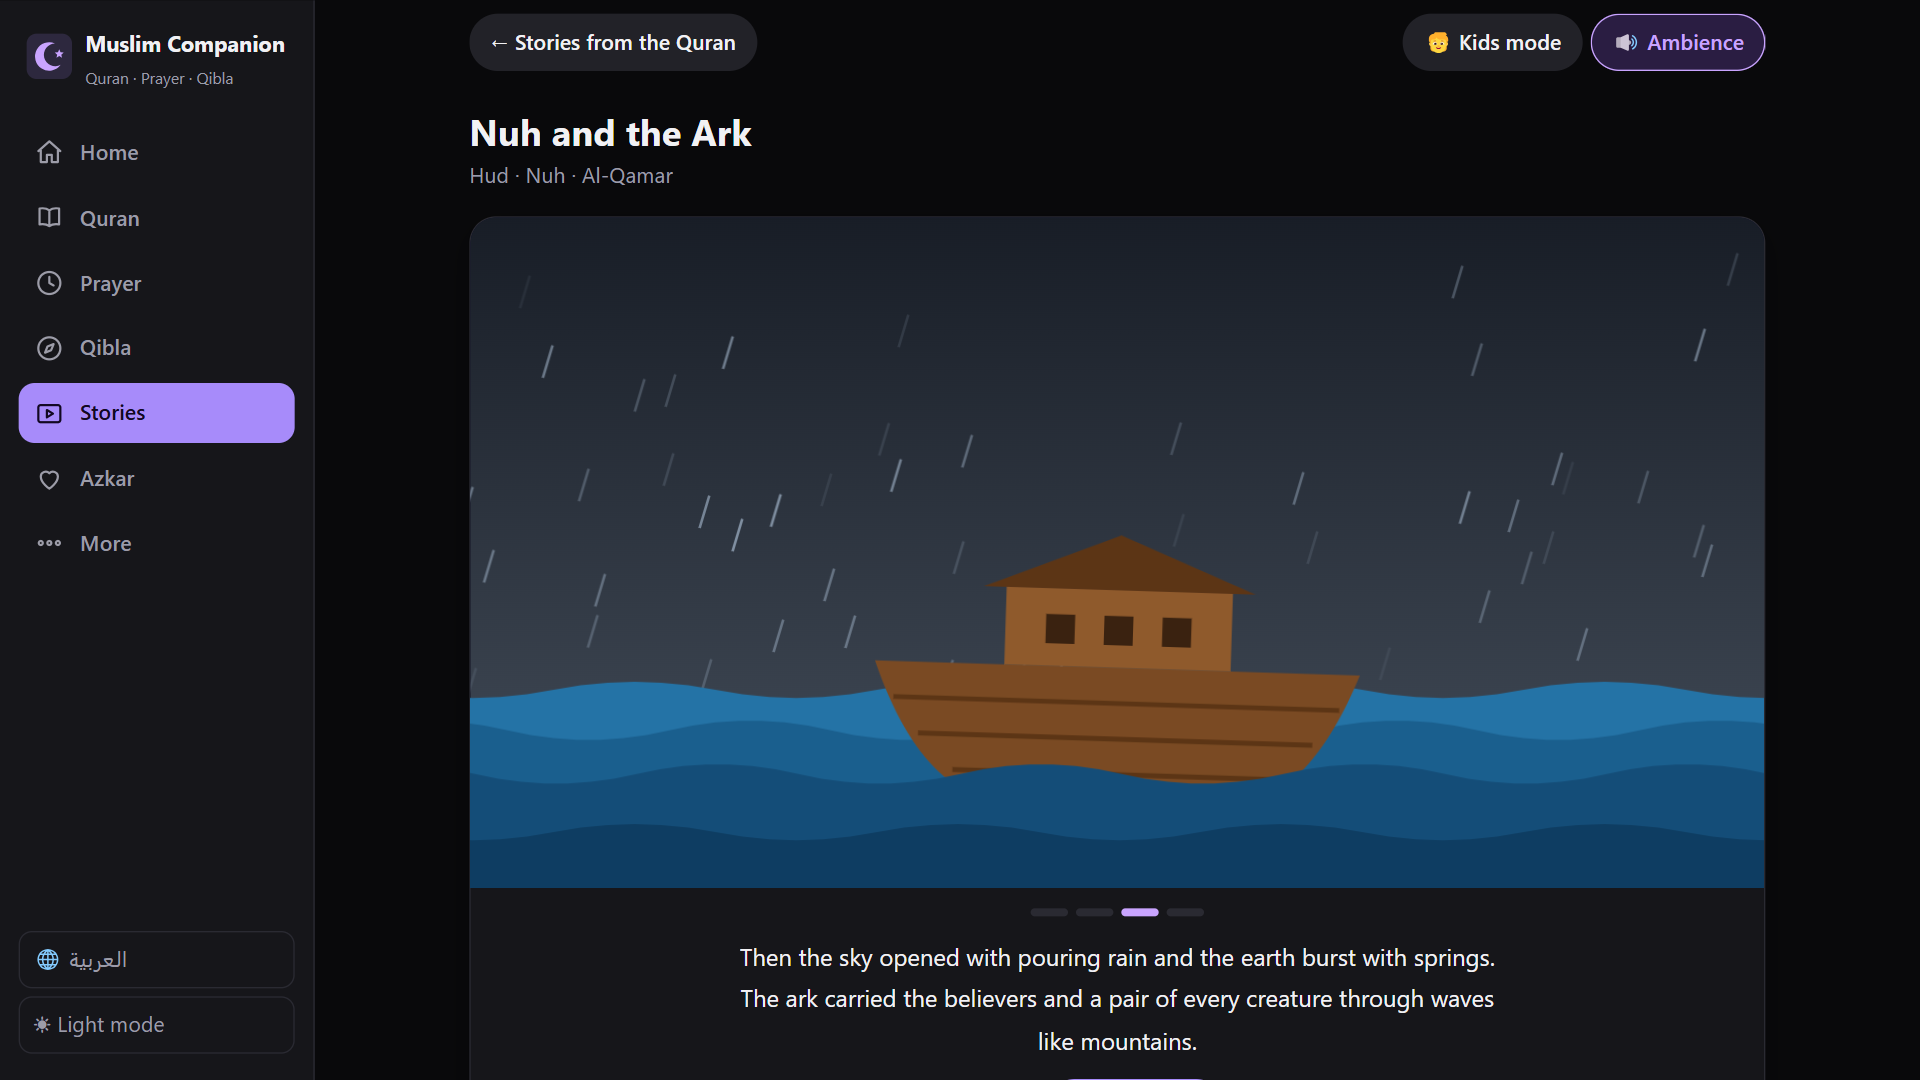 Muslim Companion
Quran · Prayer · Qibla
Home
Quran
Prayer
Qibla
Stories
Azkar
More
العربية
Light mode
← Stories from the Quran
Kids mode
Ambience
Nuh and the Ark
Hud · Nuh · Al-Qamar
Then the sky opened with pouring rain and the earth burst with springs.
The ark carried the believers and a pair of every creature through waves
like mountains.